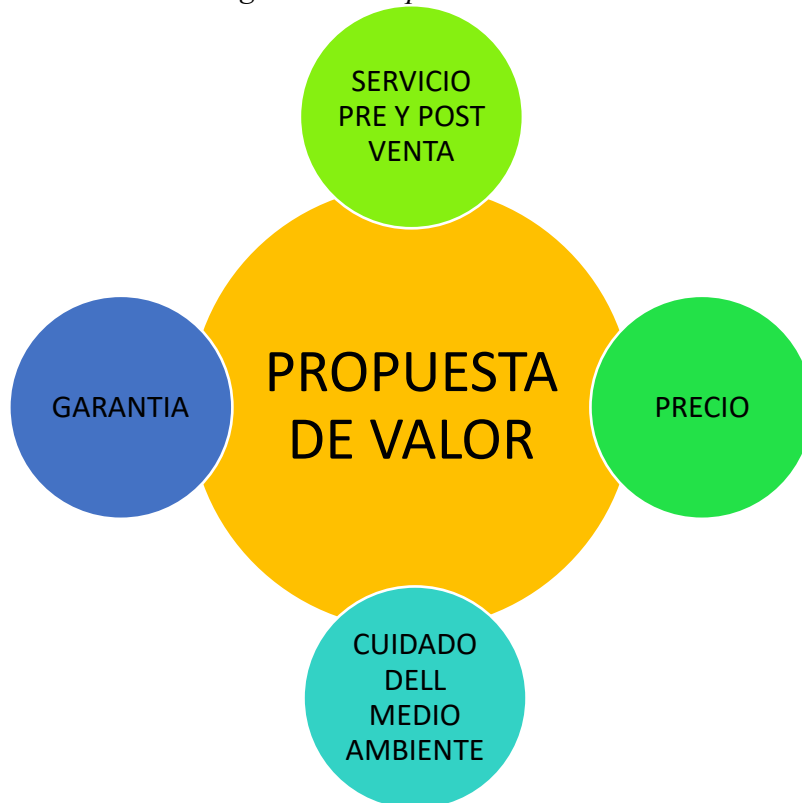 SERVICIO
PRE Y POST
VENTA
GARANTIA
PROPUESTA
DE VALOR
PRECIO
CUIDADO
DELL
MEDIO
AMBIENTE